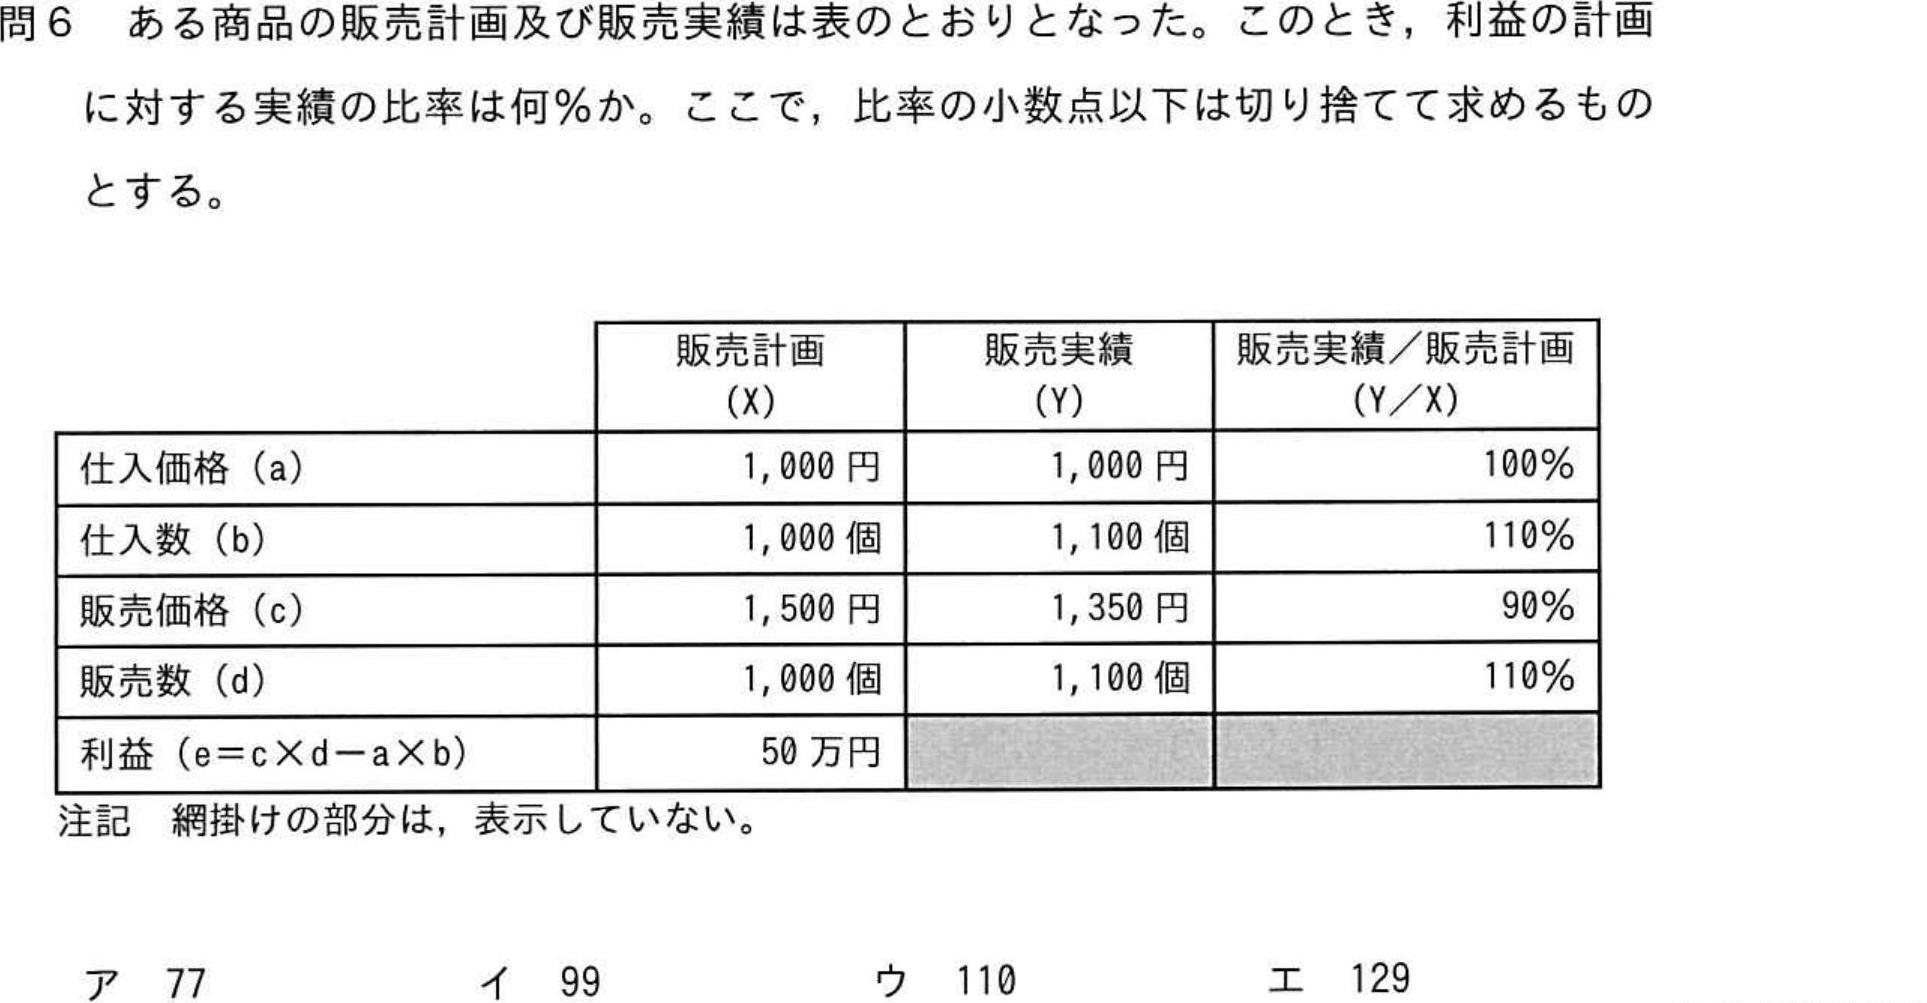 問6　ある商品の販売計画及び販売実績は表のとおりとなった。このとき，利益の計画
に対する実績の比率は何％か。ここで，比率の小数点以下は切り捨てて求めるもの
とする。
販売計画 販売実績 販売実績／販売計画
(X) (Y) (Y／X)
仕入価格（a） 1,000円 1,000円 100％
仕入数（b） 1,000個 1,100個 110％
販売価格（c） 1,500円 1,350円 90％
販売数（d） 1,000個 1,100個 110％
利益（e＝c×d－a×b） 50万円
注記　網掛けの部分は，表示していない。
ア　77 イ　99 ウ　110 エ　129